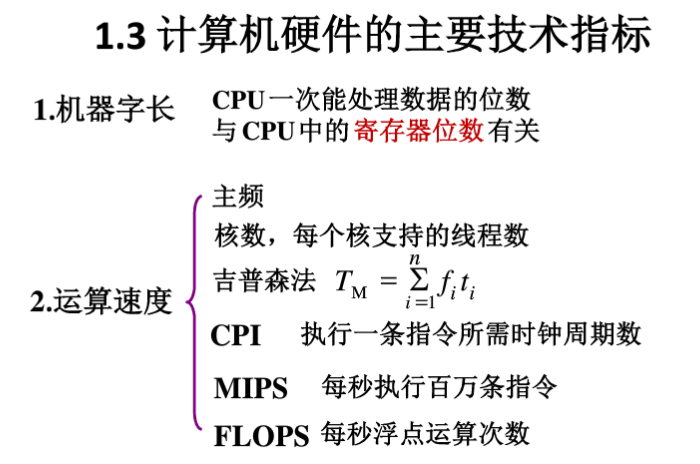 1.3 计算机硬件的主要技术指标
1.机器字长
CPU一次能处理数据的位数
与CPU中的寄存器位数有关
2.运算速度
主频
核数，每个核支持的线程数
吉普森法 T_M = ∑_{i=1}^{n} f_i t_i
CPI 执行一条指令所需时钟周期数
MIPS 每秒执行百万条指令
FLOPS 每秒浮点运算次数